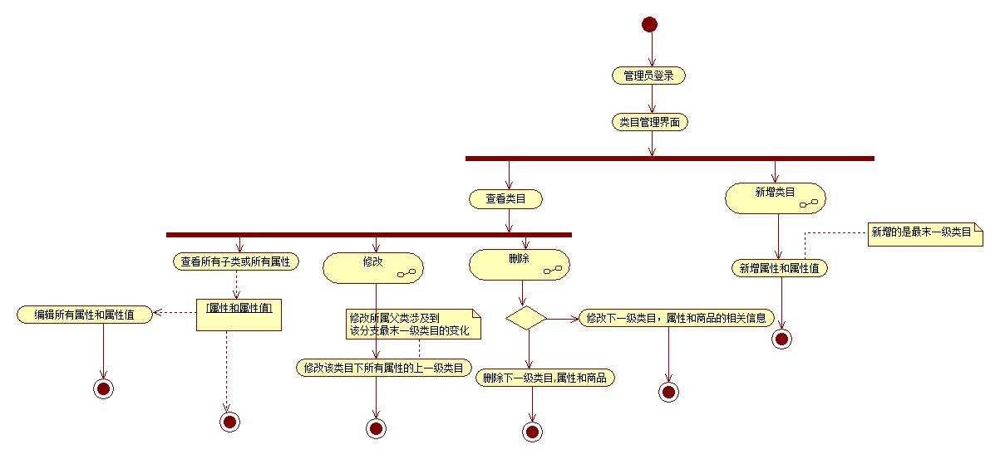 管理员登录
类目管理界面
查看类目
新增类目
新增的是最末一级类目
查看所有子类或所有属性
修改
删除
新增属性和属性值
[属性和属性值]
编辑所有属性和属性值
修改所属父类涉及到
该分支最末一级类目的变化
修改下一级类目，属性和商品的相关信息
修改该类目下所有属性的上一级类目
删除下一级类目,属性和商品